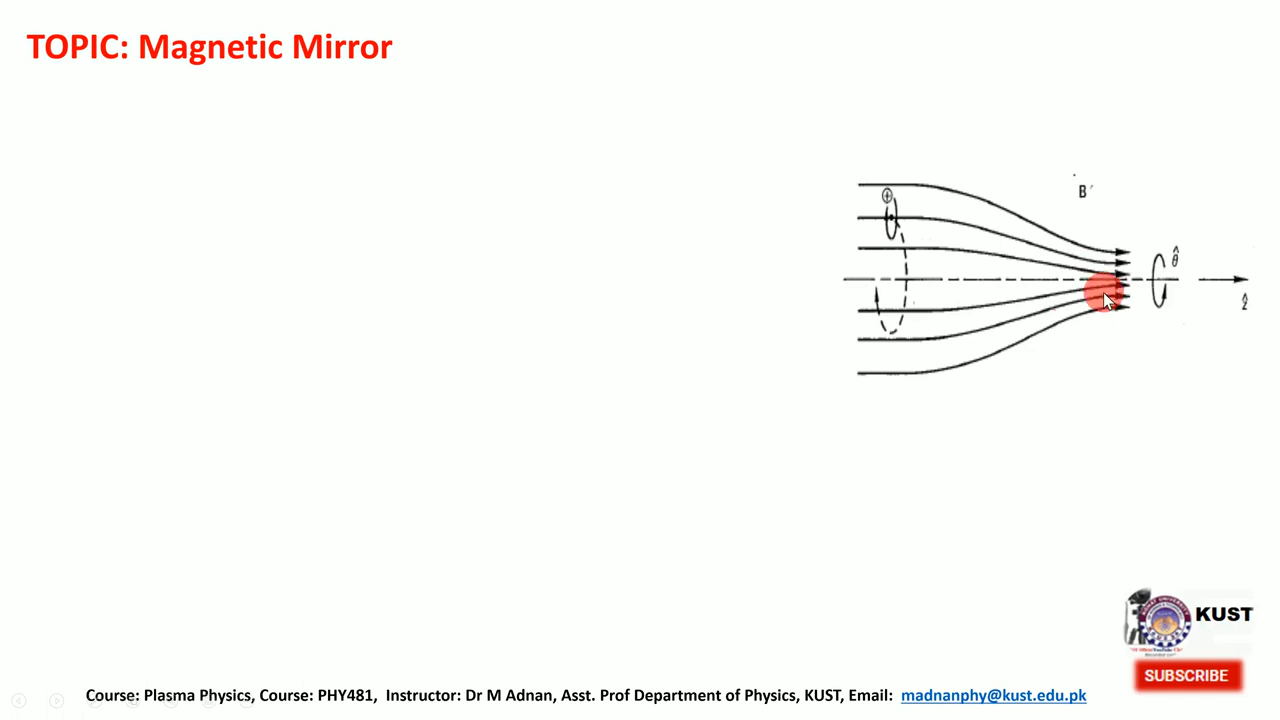 TOPIC: Magnetic Mirror
B
θ̂
ẑ
KUST
SUBSCRIBE
Course: Plasma Physics, Course: PHY481, Instructor: Dr M Adnan, Asst. Prof Department of Physics, KUST, Email: madnanphy@kust.edu.pk